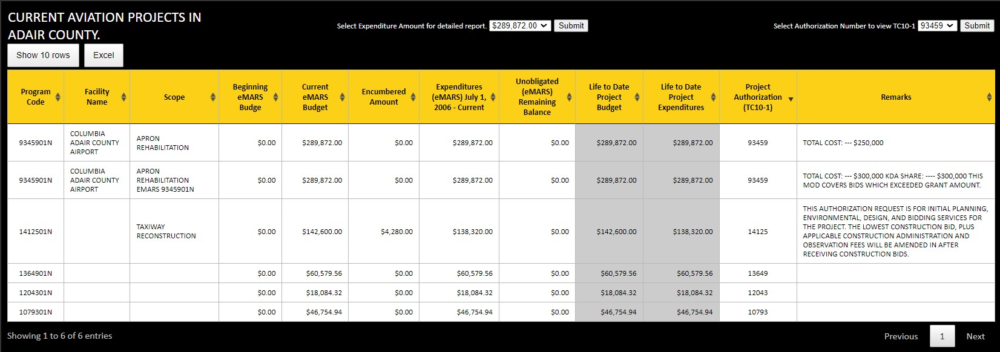 CURRENT AVIATION PROJECTS IN
ADAIR COUNTY.
Select Expenditure Amount for detailed report. $289,872.00 Submit
Select Authorization Number to view TC10-1 93459 Submit
Show 10 rows Excel
Program Code Facility Name Scope Beginning eMARS Budge Current eMARS Budget Encumbered Amount Expenditures (eMARS) July 1, 2006 - Current Unobligated (eMARS) Remaining Balance Life to Date Project Budget Life to Date Project Expenditures Project Authorization (TC10-1) Remarks
9345901N COLUMBIA ADAIR COUNTY AIRPORT APRON REHABILITATION $0.00 $289,872.00 $0.00 $289,872.00 $0.00 $289,872.00 $289,872.00 93459 TOTAL COST: --- $250,000
9345901N COLUMBIA ADAIR COUNTY AIRPORT APRON REHABILITATION EMARS 9345901N $0.00 $289,872.00 $0.00 $289,872.00 $0.00 $289,872.00 $289,872.00 93459 TOTAL COST: --- $300,000 KDA SHARE: ---- $300,000 THIS MOD COVERS BIDS WHICH EXCEEDED GRANT AMOUNT.
1412501N TAXIWAY RECONSTRUCTION $0.00 $142,600.00 $4,280.00 $138,320.00 $0.00 $142,600.00 $138,320.00 14125 THIS AUTHORIZATION REQUEST IS FOR INITIAL PLANNING, ENVIRONMENTAL, DESIGN, AND BIDDING SERVICES FOR THE PROJECT. THE LOWEST CONSTRUCTION BID, PLUS APPLICABLE CONSTRUCTION ADMINISTRATION AND OBSERVATION FEES WILL BE AMENDED IN AFTER RECEIVING CONSTRUCTION BIDS.
1364901N $0.00 $60,579.56 $0.00 $60,579.56 $0.00 $60,579.56 $60,579.56 13649
1204301N $0.00 $18,084.32 $0.00 $18,084.32 $0.00 $18,084.32 $18,084.32 12043
1079301N $0.00 $46,754.94 $0.00 $46,754.94 $0.00 $46,754.94 $46,754.94 10793
Showing 1 to 6 of 6 entries
Previous 1 Next